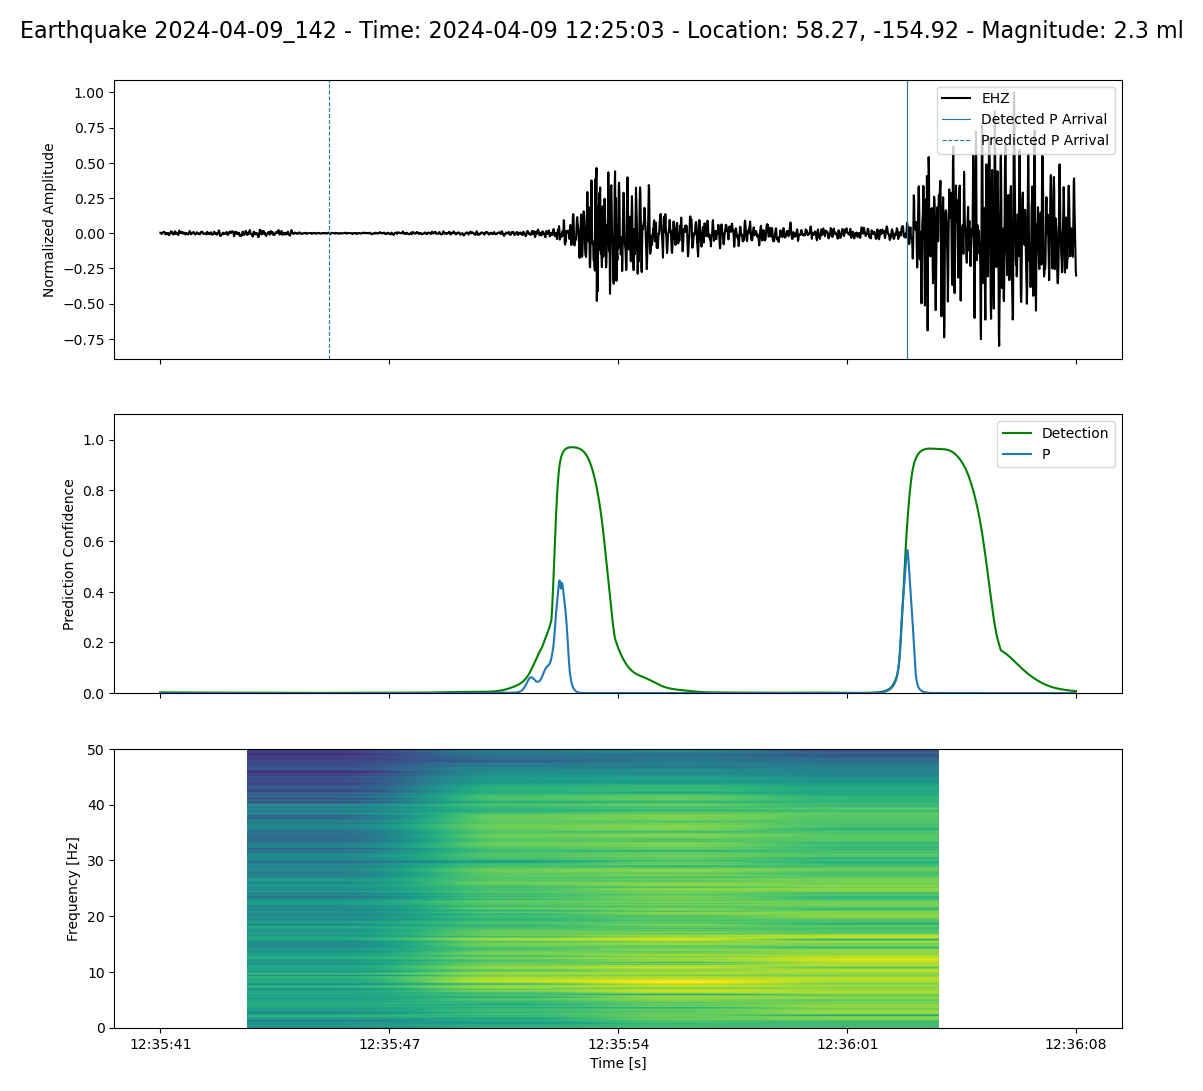 Earthquake 2024-04-09_142 - Time: 2024-04-09 12:25:03 - Location: 58.27, -154.92 - Magnitude: 2.3 ml
1.00
0.75
0.50
0.25
0.00
−0.25
−0.50
−0.75
Normalized Amplitude
EHZ
Detected P Arrival
Predicted P Arrival
1.0
0.8
0.6
0.4
0.2
0.0
Prediction Confidence
Detection
P
50
40
30
20
10
0
Frequency [Hz]
12:35:41
12:35:47
12:35:54
12:36:01
12:36:08
Time [s]